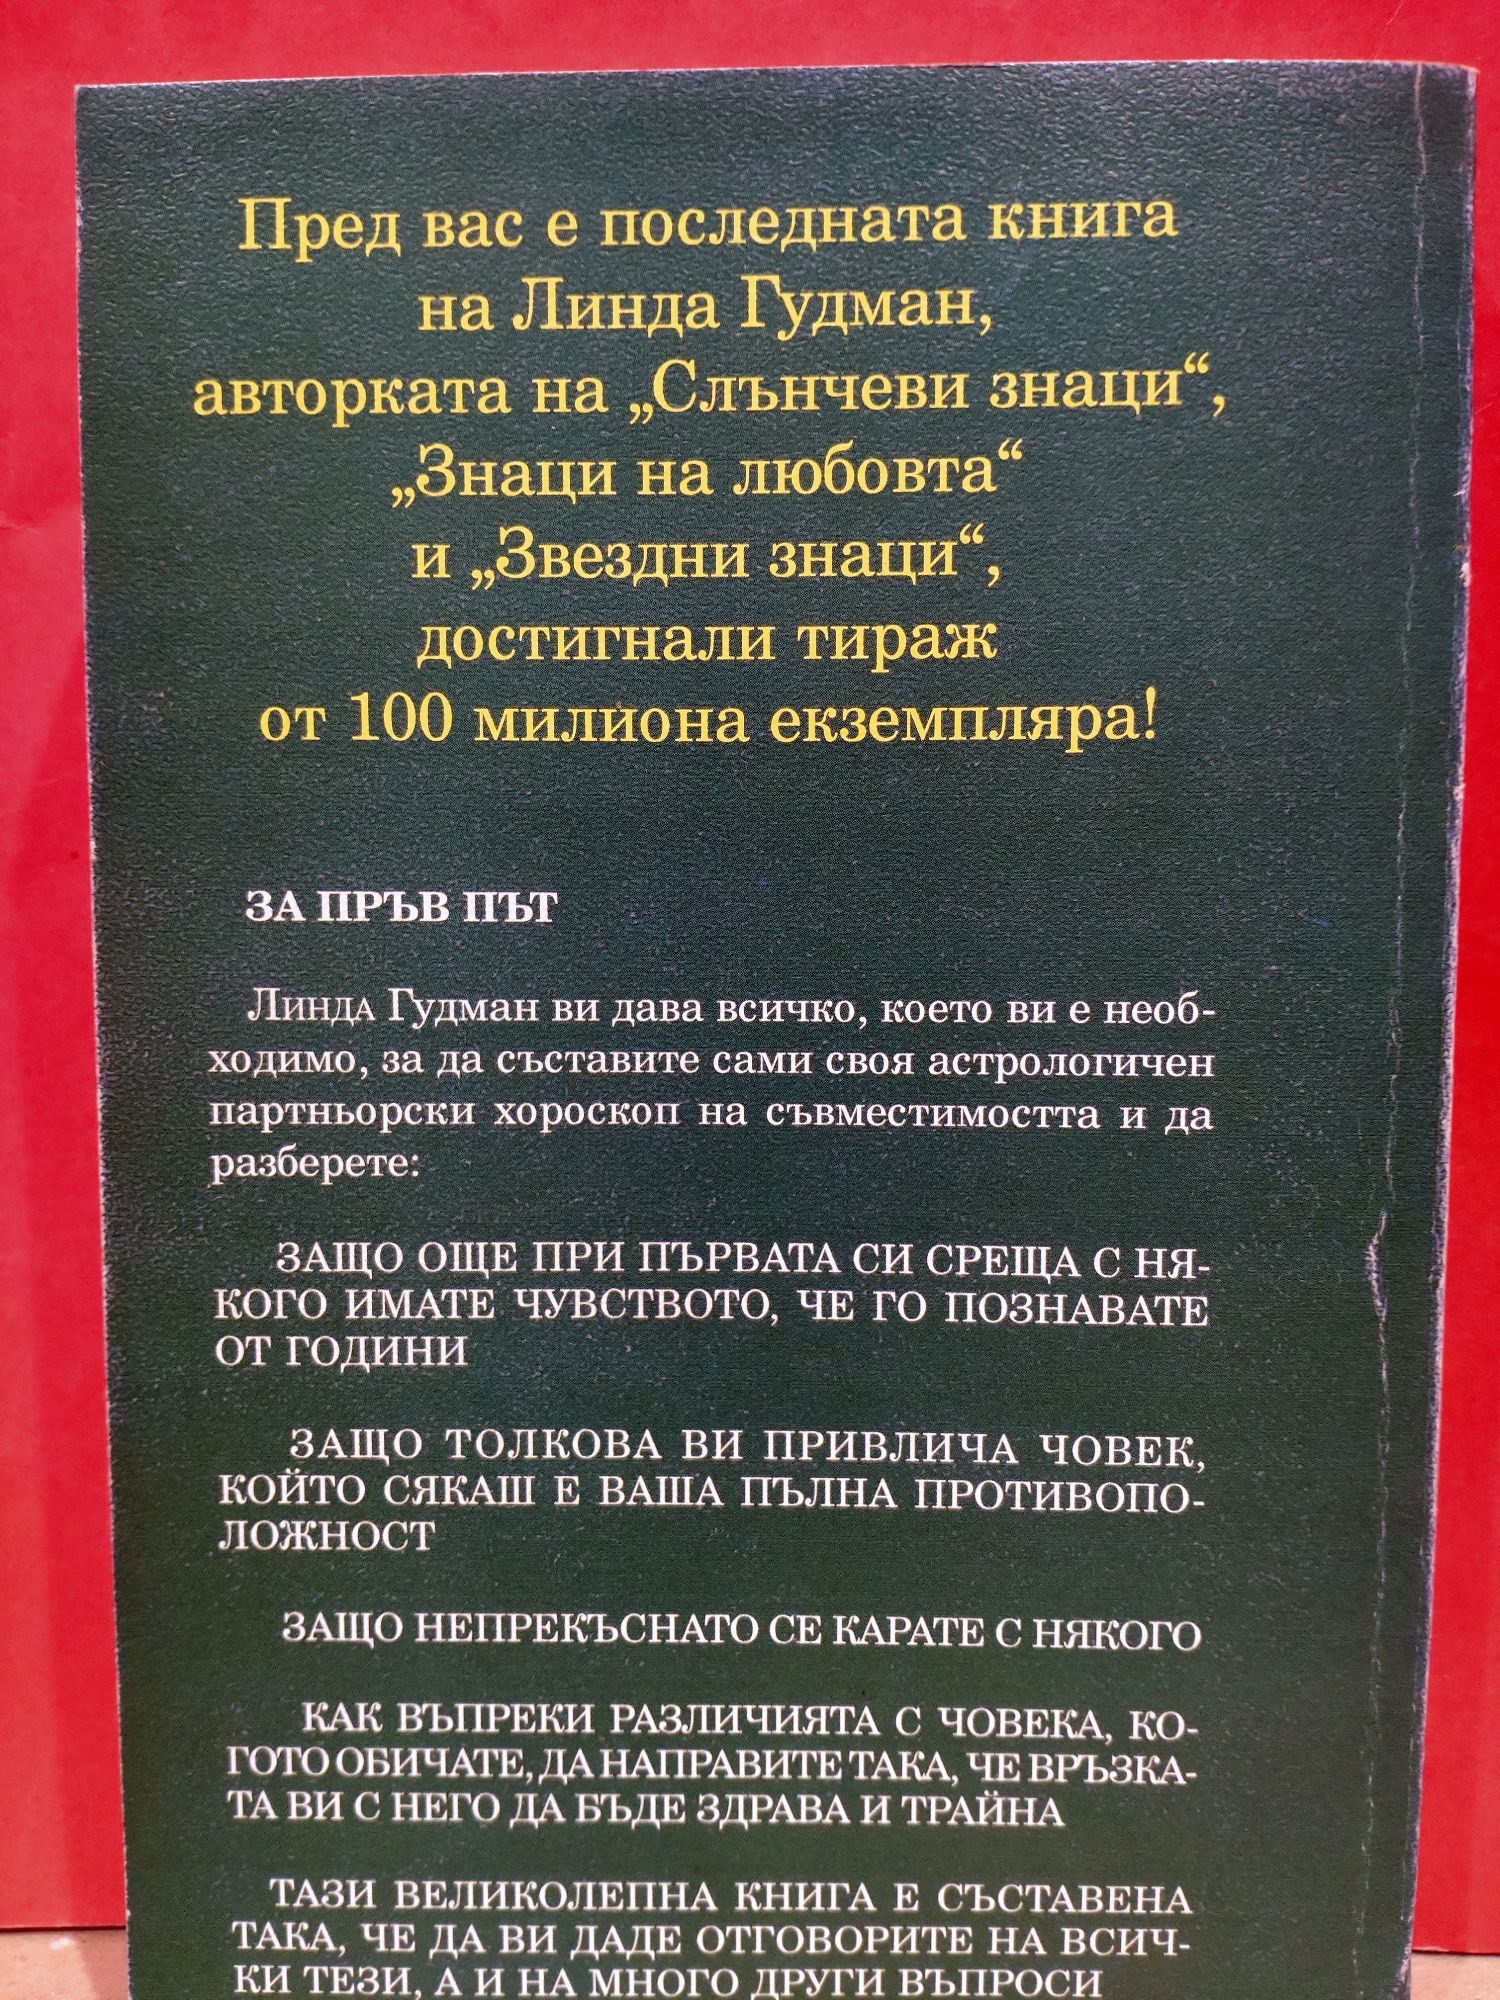 Пред вас е последната книга
на Линда Гудман,
авторката на „Слънчеви знаци“,
„Знаци на любовта“
и „Звездни знаци“,
достигнали тираж
от 100 милиона екземпляра!
ЗА ПРЪВ ПЪТ
Линда Гудман ви дава всичко, което ви е необ-
ходимо, за да съставите сами своя астрологичен
партньорски хороскоп на съвместимостта и да
разберете:
ЗАЩО ОЩЕ ПРИ ПЪРВАТА СИ СРЕЩА С НЯ-
КОГО ИМАТЕ ЧУВСТВОТО, ЧЕ ГО ПОЗНАВАТЕ
ОТ ГОДИНИ
ЗАЩО ТОЛКОВА ВИ ПРИВЛИЧА ЧОВЕК,
КОЙТО СЯКАШ Е ВАША ПЪЛНА ПРОТИВОПО-
ЛОЖНОСТ
ЗАЩО НЕПРЕКЪСНАТО СЕ КАРАТЕ С НЯКОГО
КАК ВЪПРЕКИ РАЗЛИЧИЯТА С ЧОВЕКА, КО-
ГОТО ОБИЧАТЕ, ДА НАПРАВИТЕ ТАКА, ЧЕ ВРЪЗКА-
ТА ВИ С НЕГО ДА БЪДЕ ЗДРАВА И ТРАЙНА
ТАЗИ ВЕЛИКОЛЕПНА КНИГА Е СЪСТАВЕНА
ТАКА, ЧЕ ДА ВИ ДАДЕ ОТГОВОРИТЕ НА ВСИЧ-
КИ ТЕЗИ, А И НА МНОГО ДРУГИ ВЪПРОСИ